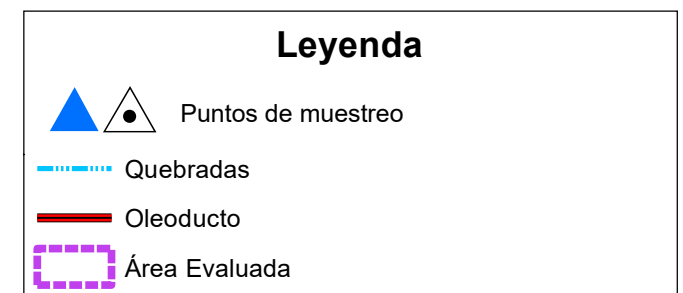 Leyenda
Puntos de muestreo
Quebradas
Oleoducto
Área Evaluada